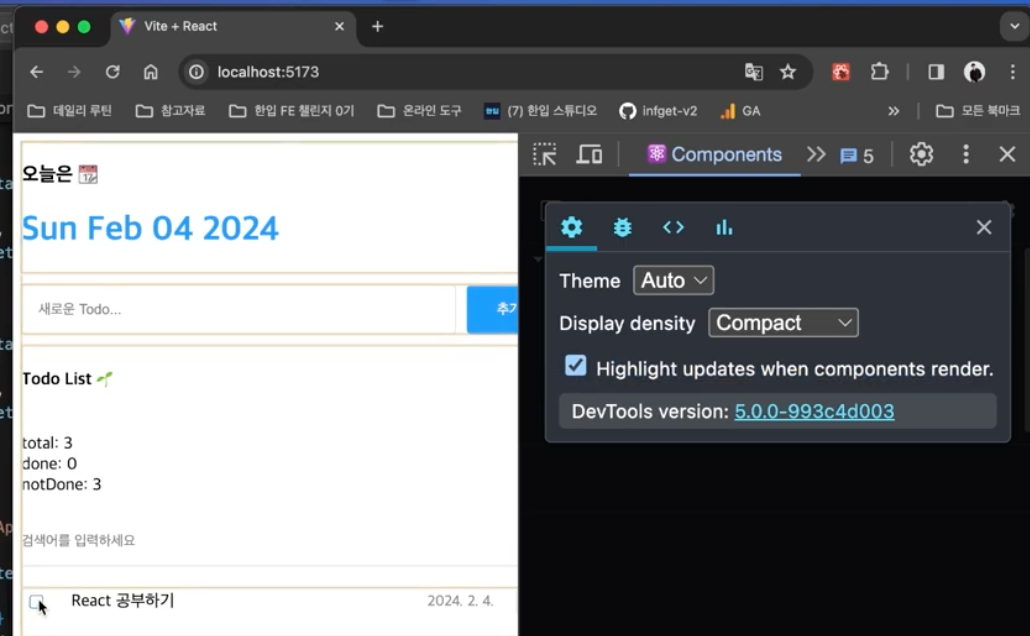 Vite + React
localhost:5173
데일리 루틴
참고자료
한입 FE 챌린지 0기
온라인 도구
(7) 한입 스튜디오
infget-v2
GA
모든 북마크
오늘은
Sun Feb 04 2024
새로운 Todo...
Todo List
total: 3
done: 0
notDone: 3
검색어를 입력하세요
React 공부하기 2024. 2. 4.
Components
5
Theme Auto
Display density Compact
Highlight updates when components render.
DevTools version: 5.0.0-993c4d003